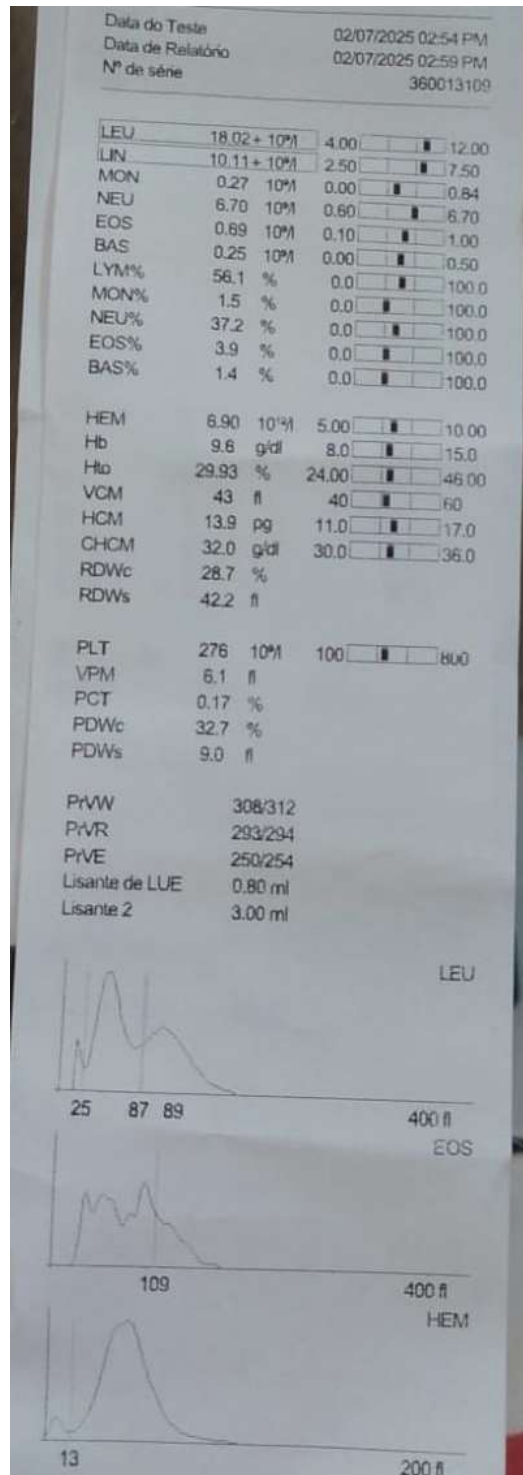 Data do Teste 02/07/2025 02:54 PM
Data de Relatório 02/07/2025 02:59 PM
Nº de série 360013109
LEU 18.02+ 10⁹/l 4.00 12.00
LIN 10.11+ 10⁹/l 2.50 7.50
MON 0.27 10⁹/l 0.00 0.84
NEU 6.70 10⁹/l 0.60 6.70
EOS 0.69 10⁹/l 0.10 1.00
BAS 0.25 10⁹/l 0.00 0.50
LYM% 56.1 % 0.0 100.0
MON% 1.5 % 0.0 100.0
NEU% 37.2 % 0.0 100.0
EOS% 3.9 % 0.0 100.0
BAS% 1.4 % 0.0 100.0
HEM 6.90 10¹²/l 5.00 10.00
Hb 9.6 g/dl 8.0 15.0
Hto 29.93 % 24.00 46.00
VCM 43 fl 40 60
HCM 13.9 pg 11.0 17.0
CHCM 32.0 g/dl 30.0 36.0
RDWc 28.7 %
RDWs 42.2 fl
PLT 276 10⁹/l 100 800
VPM 6.1 fl
PCT 0.17 %
PDWc 32.7 %
PDWs 9.0 fl
PrVW 308/312
PrVR 293/294
PrVE 250/254
Lisante de LUE 0.80 ml
Lisante 2 3.00 ml
LEU
25 87 89 400 fl
EOS
109 400 fl
HEM
13 200 fl